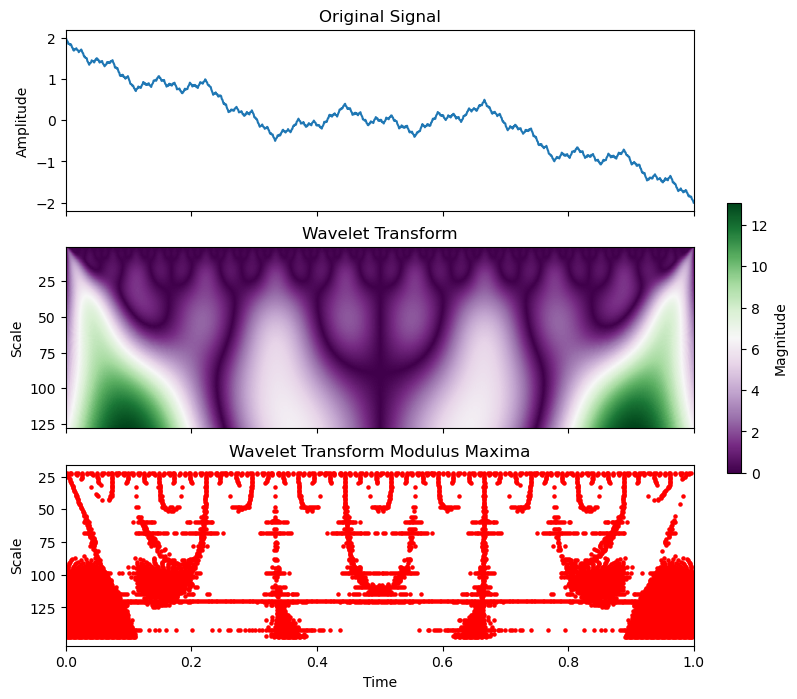 Original Signal
2
1
0
−1
−2
Amplitude
Wavelet Transform
25
50
75
100
125
Scale
12
10
8
6
4
2
0
Magnitude
Wavelet Transform Modulus Maxima
25
50
75
100
125
Scale
0.0 0.2 0.4 0.6 0.8 1.0
Time